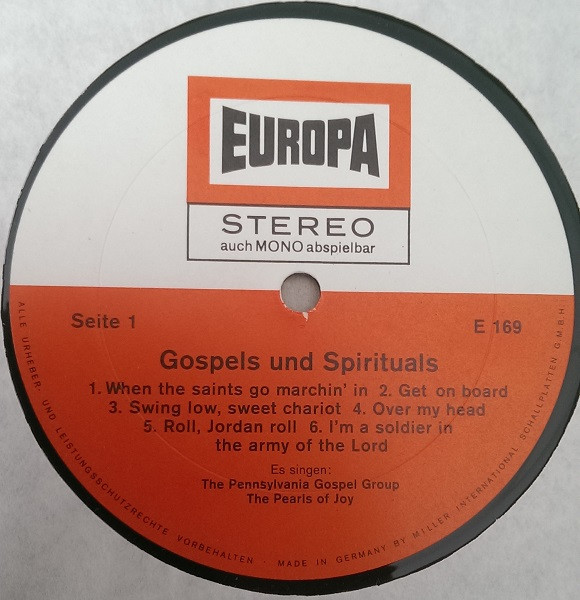 EUROPA
STEREO
auch MONO abspielbar
Seite 1
E 169
Gospels und Spirituals
1. When the saints go marchin' in 2. Get on board
3. Swing low, sweet chariot 4. Over my head
5. Roll, Jordan roll 6. I'm a soldier in
the army of the Lord
Es singen:
The Pennsylvania Gospel Group
The Pearls of Joy
ALLE URHEBER- UND LEISTUNGSSCHUTZRECHTE VORBEHALTEN · MADE IN GERMANY BY MILLER INTERNATIONAL SCHALLPLATTEN G.M.B.H.